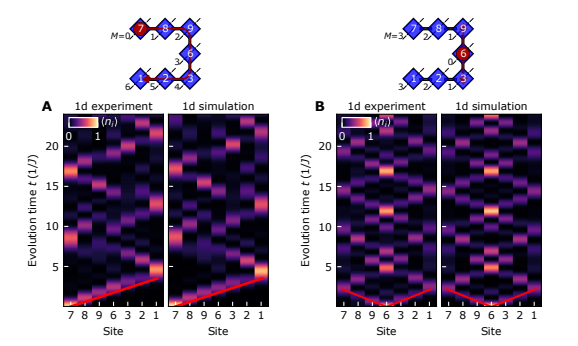 7 8 9
M=0 1 2
6
3
1 2 3
6 5 4
7 8 9
M=3 2 1
6
0
1 2 3
3 2 1
A 1d experiment 1d simulation
B 1d experiment 1d simulation
⟨n_i⟩
0 1
⟨n_i⟩
0 1
Evolution time t (1/J)
20
15
10
5
7 8 9 6 3 2 1
7 8 9 6 3 2 1
Site Site
Evolution time t (1/J)
20
15
10
5
7 8 9 6 3 2 1
7 8 9 6 3 2 1
Site Site